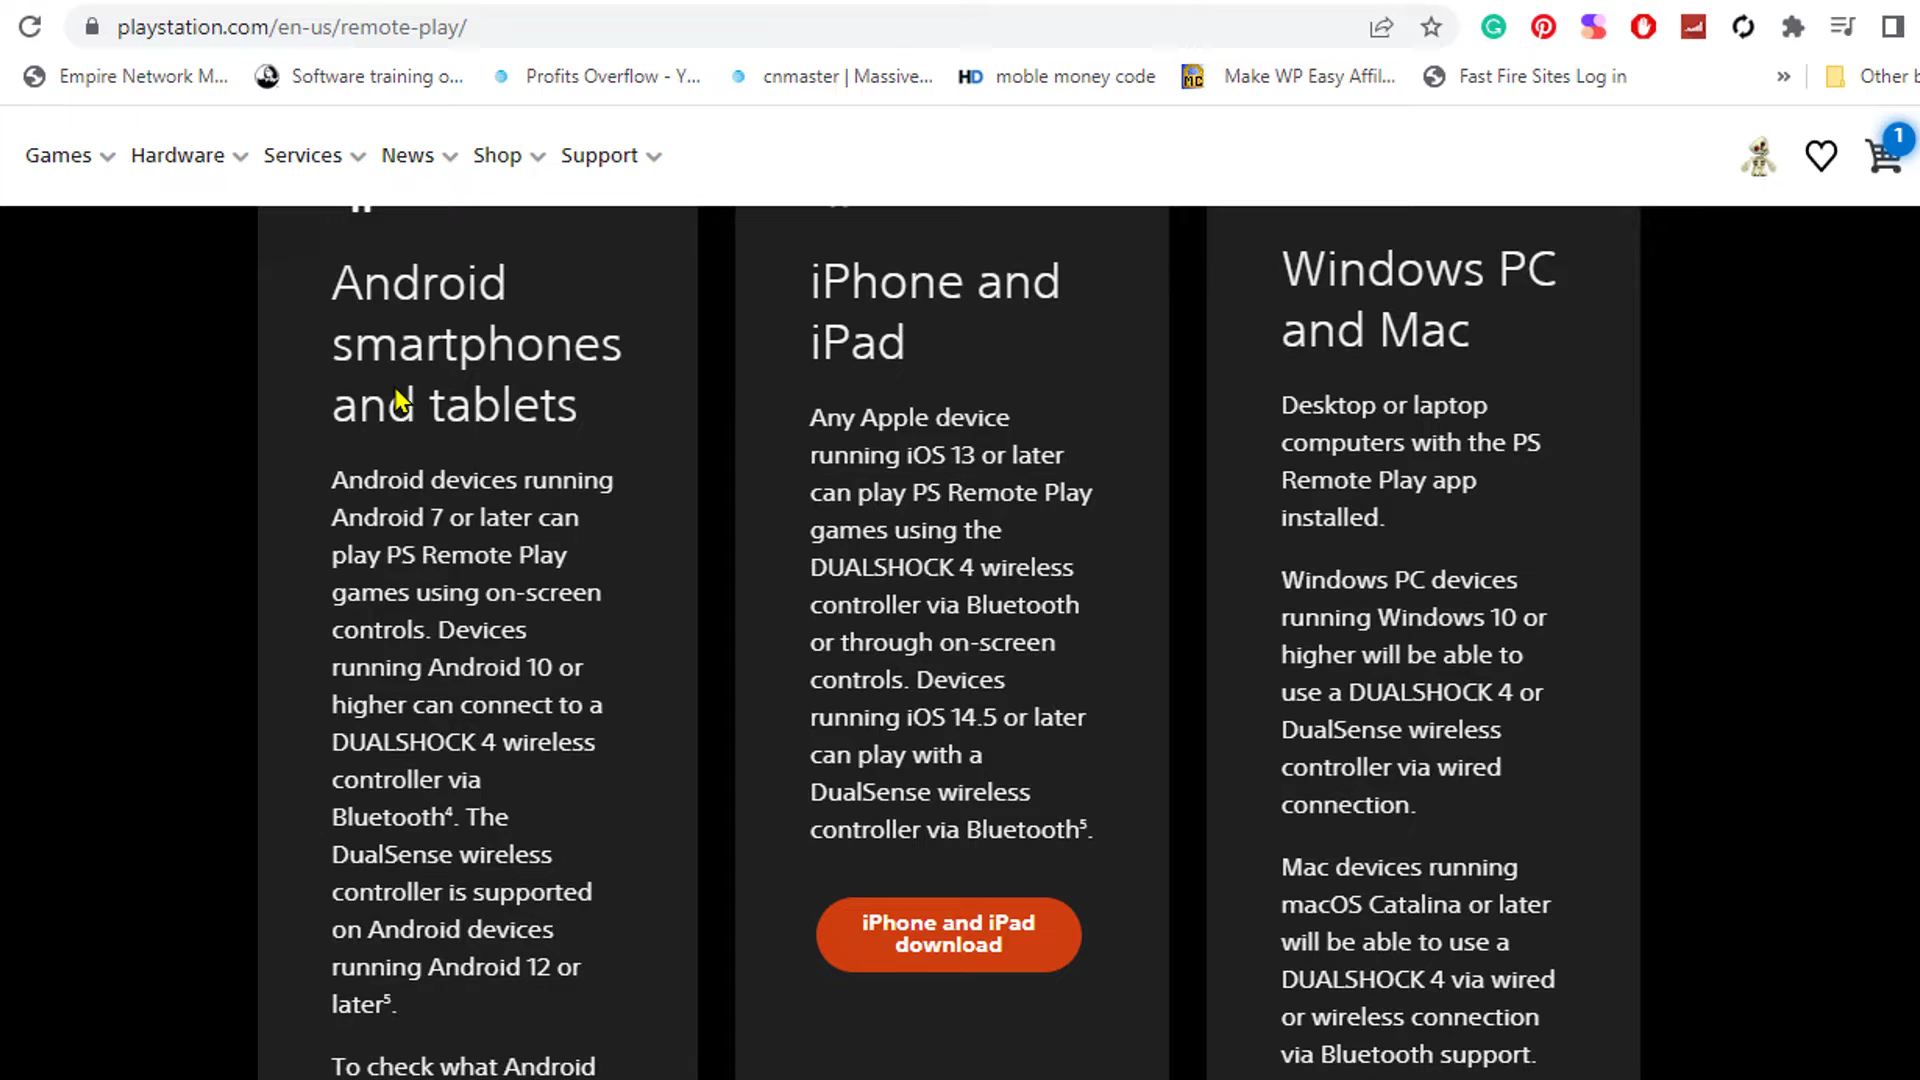 playstation.com/en-us/remote-play/
Empire Network M... Software training o... Profits Overflow - Y... cnmaster | Massive... HD moble money code MC Make WP Easy Affil... Fast Fire Sites Log in » Other b
Games Hardware Services News Shop Support 1
Android
smartphones
and tablets
Android devices running
Android 7 or later can
play PS Remote Play
games using on-screen
controls. Devices
running Android 10 or
higher can connect to a
DUALSHOCK 4 wireless
controller via
Bluetooth⁴. The
DualSense wireless
controller is supported
on Android devices
running Android 12 or
later⁵.
To check what Android
iPhone and
iPad
Any Apple device
running iOS 13 or later
can play PS Remote Play
games using the
DUALSHOCK 4 wireless
controller via Bluetooth
or through on-screen
controls. Devices
running iOS 14.5 or later
can play with a
DualSense wireless
controller via Bluetooth⁵.
iPhone and iPad
download
Windows PC
and Mac
Desktop or laptop
computers with the PS
Remote Play app
installed.
Windows PC devices
running Windows 10 or
higher will be able to
use a DUALSHOCK 4 or
DualSense wireless
controller via wired
connection.
Mac devices running
macOS Catalina or later
will be able to use a
DUALSHOCK 4 via wired
or wireless connection
via Bluetooth support.